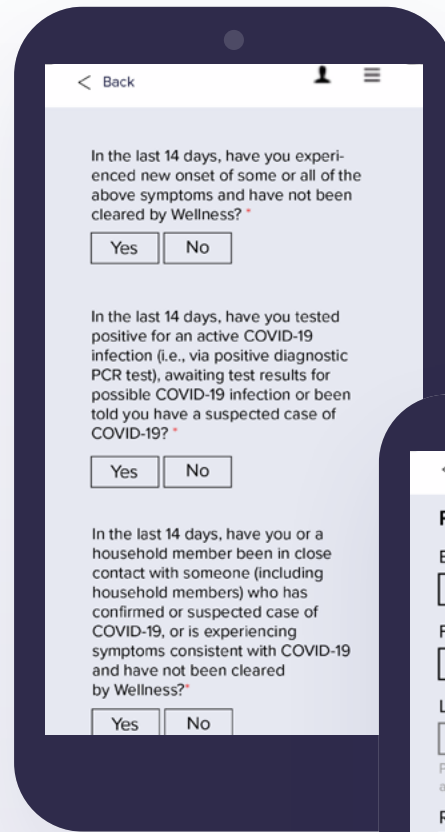 Back
In the last 14 days, have you experi-
enced new onset of some or all of the
above symptoms and have not been
cleared by Wellness? *
Yes No
In the last 14 days, have you tested
positive for an active COVID-19
infection (i.e., via positive diagnostic
PCR test), awaiting test results for
possible COVID-19 infection or been
told you have a suspected case of
COVID-19? *
Yes No
In the last 14 days, have you or a
household member been in close
contact with someone (including
household members) who has
confirmed or suspected case of
COVID-19, or is experiencing
symptoms consistent with COVID-19
and have not been cleared
by Wellness?*
Yes No